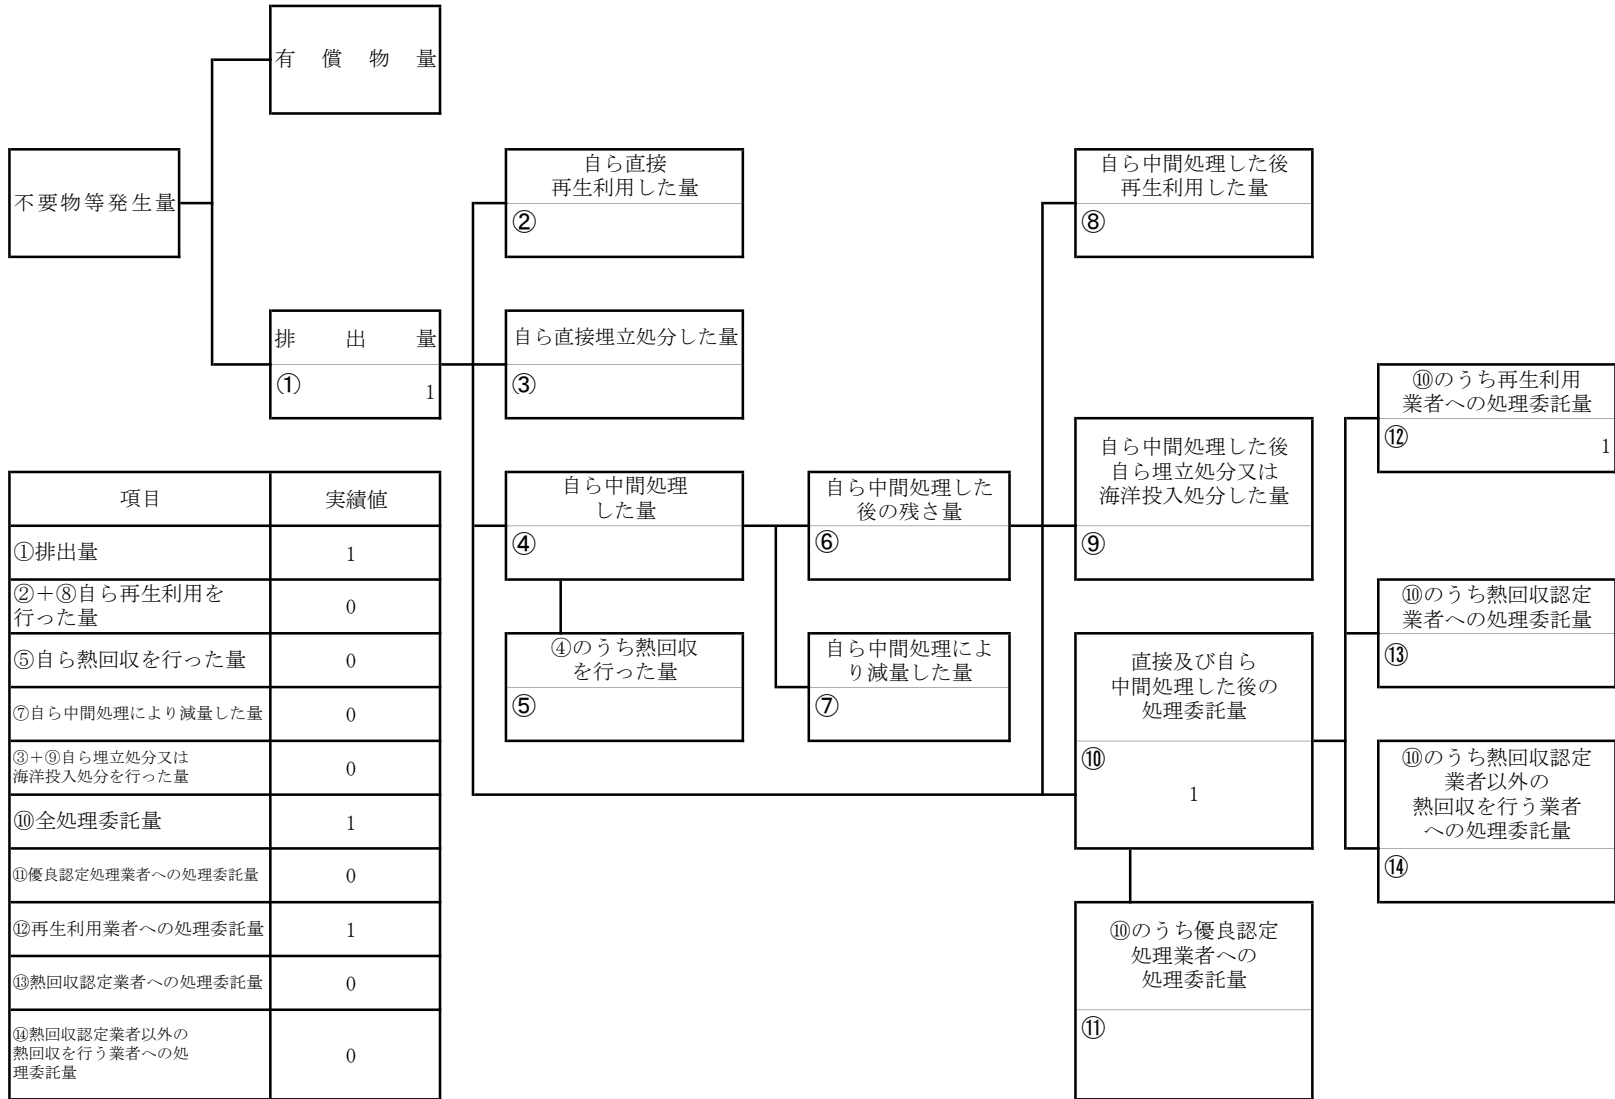 有償物量
不要物等発生量
排出量
①
1
自ら直接
再生利用した量
②
自ら直接埋立処分した量
③
自ら中間処理
した量
④
④のうち熱回収
を行った量
⑤
自ら中間処理した
後の残さ量
⑥
自ら中間処理によ
り減量した量
⑦
自ら中間処理した後
再生利用した量
⑧
自ら中間処理した後
自ら埋立処分又は
海洋投入処分した量
⑨
直接及び自ら
中間処理した後の
処理委託量
⑩
1
⑩のうち優良認定
処理業者への
処理委託量
⑪
⑩のうち再生利用
業者への処理委託量
⑫
1
⑩のうち熱回収認定
業者への処理委託量
⑬
⑩のうち熱回収認定
業者以外の
熱回収を行う業者
への処理委託量
⑭
項目 実績値
①排出量 1
②+⑧自ら再生利用を
行った量 0
⑤自ら熱回収を行った量 0
⑦自ら中間処理により減量した量 0
③+⑨自ら埋立処分又は
海洋投入処分を行った量 0
⑩全処理委託量 1
⑪優良認定処理業者への処理委託量 0
⑫再生利用業者への処理委託量 1
⑬熱回収認定業者への処理委託量 0
⑭熱回収認定業者以外の
熱回収を行う業者への処
理委託量 0